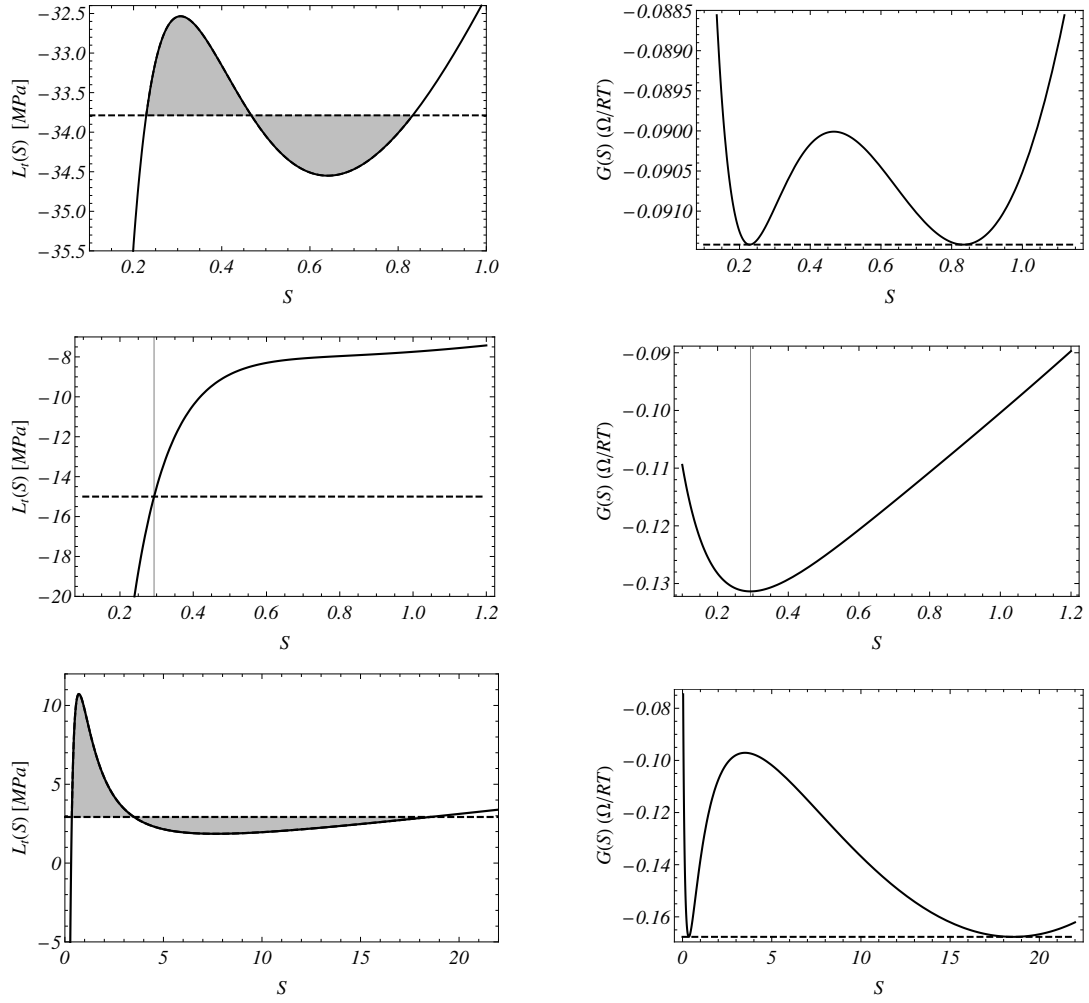 −32.5
−33.0
−33.5
−34.0
−34.5
−35.0
−35.5
L_t(S) [MPa]
0.2 0.4 0.6 0.8 1.0
S
−0.0885
−0.0890
−0.0895
−0.0900
−0.0905
−0.0910
G(S) (Ω/RT)
0.2 0.4 0.6 0.8 1.0
S
−8
−10
−12
−14
−16
−18
−20
L_t(S) [MPa]
0.2 0.4 0.6 0.8 1.0 1.2
S
−0.09
−0.10
−0.11
−0.12
−0.13
G(S) (Ω/RT)
0.2 0.4 0.6 0.8 1.0 1.2
S
10
5
0
−5
L_t(S) [MPa]
0 5 10 15 20
S
−0.08
−0.10
−0.12
−0.14
−0.16
G(S) (Ω/RT)
0 5 10 15 20
S